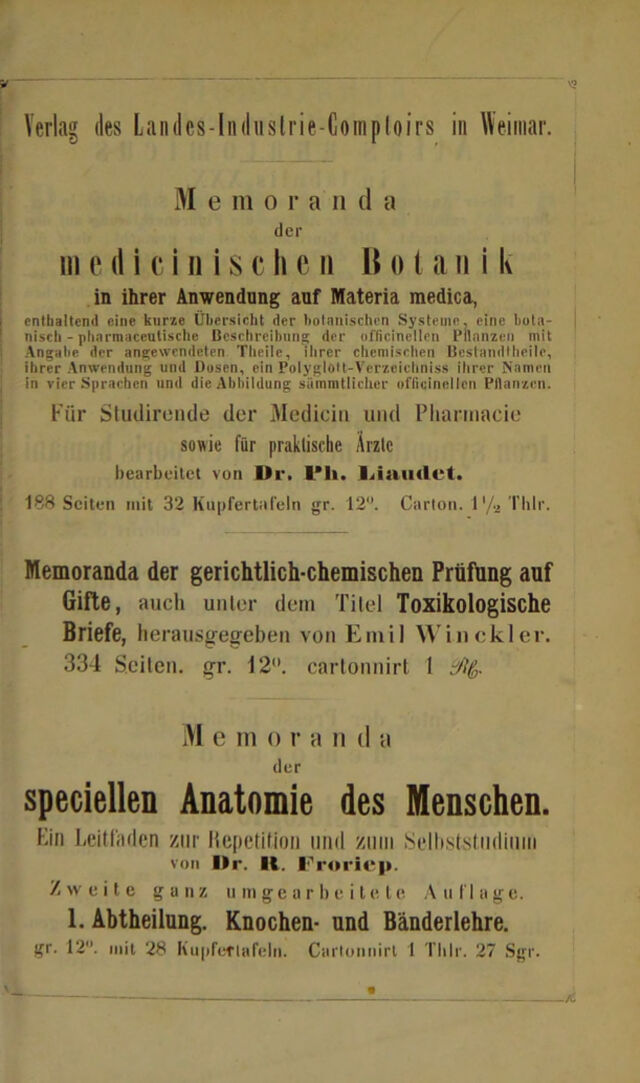 Verlag des Landes-Industrie-Comptoirs in Weimar.
Memoranda
der
medicinischen Botanik
in ihrer Anwendung auf Materia medica,
enthaltend eine kurze Übersicht der botanischen Systeme, eine bota-
nisch-pharmaceutische Beschreibung der officinellen Pflanzen mit
Angabe der angewendeten Theile, ihrer chemischen Bestandtheile,
ihrer Anwendung und Dosen, ein Polyglott-Verzeichniss ihrer Namen
in vier Sprachen und die Abbildung sämmtlicher officinellen Pflanzen.
Für Studirende der Medicin und Pharmacie
sowie für praktische Ärzte
bearbeitet von Dr. Ph. Liaudet.
188 Seiten mit 32 Kupfertafeln gr. 12º. Carton. 1 1/2 Thlr.
Memoranda der gerichtlich-chemischen Prüfung auf
Gifte, auch unter dem Titel Toxikologische
Briefe, herausgegeben von Emil Winckler.
334 Seiten. gr. 12º. cartonnirt 1 Rth.
Memoranda
der
speciellen Anatomie des Menschen.
Ein Leitfaden zur Repetition und zum Selbststudium
von Dr. R. Froriep.
Zweite ganz umgearbeitete Auflage.
1. Abtheilung. Knochen- und Bänderlehre.
gr. 12º. mit 28 Kupfertafeln. Cartonnirt 1 Thlr. 27 Sgr.